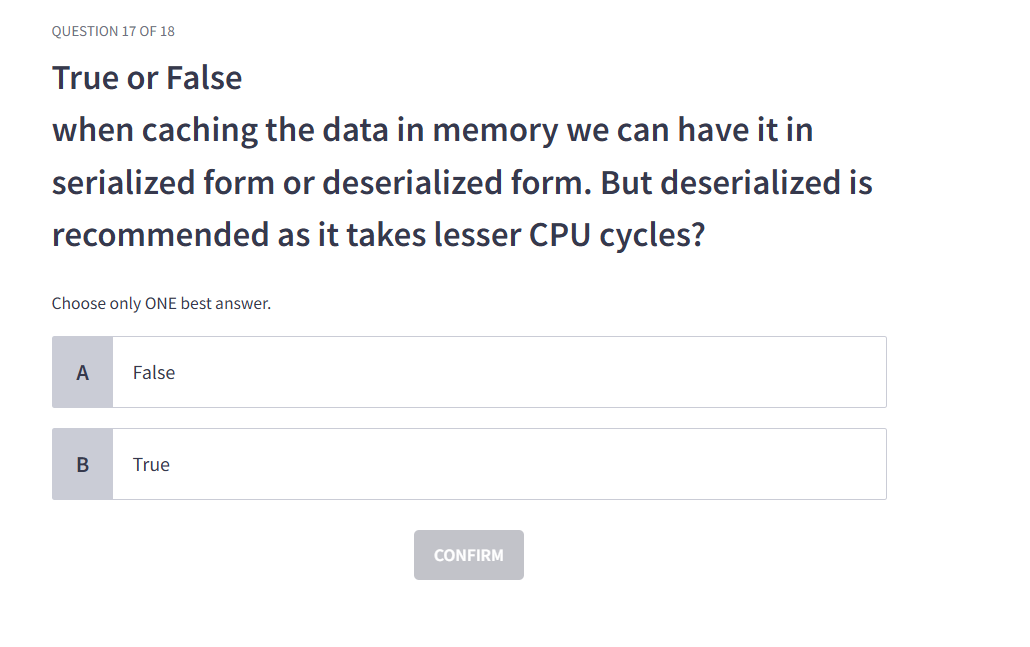 QUESTION 17 OF 18
True or False
when caching the data in memory we can have it in
serialized form or deserialized form. But deserialized is
recommended as it takes lesser CPU cycles?
Choose only ONE best answer.
A False
B True
CONFIRM